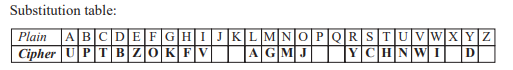 Substitution table:
Plain A B C D E F G H I J K L M N O P Q R S T U V W X Y Z
Cipher U P T B Z O K F V A G M J Y C H N W I D